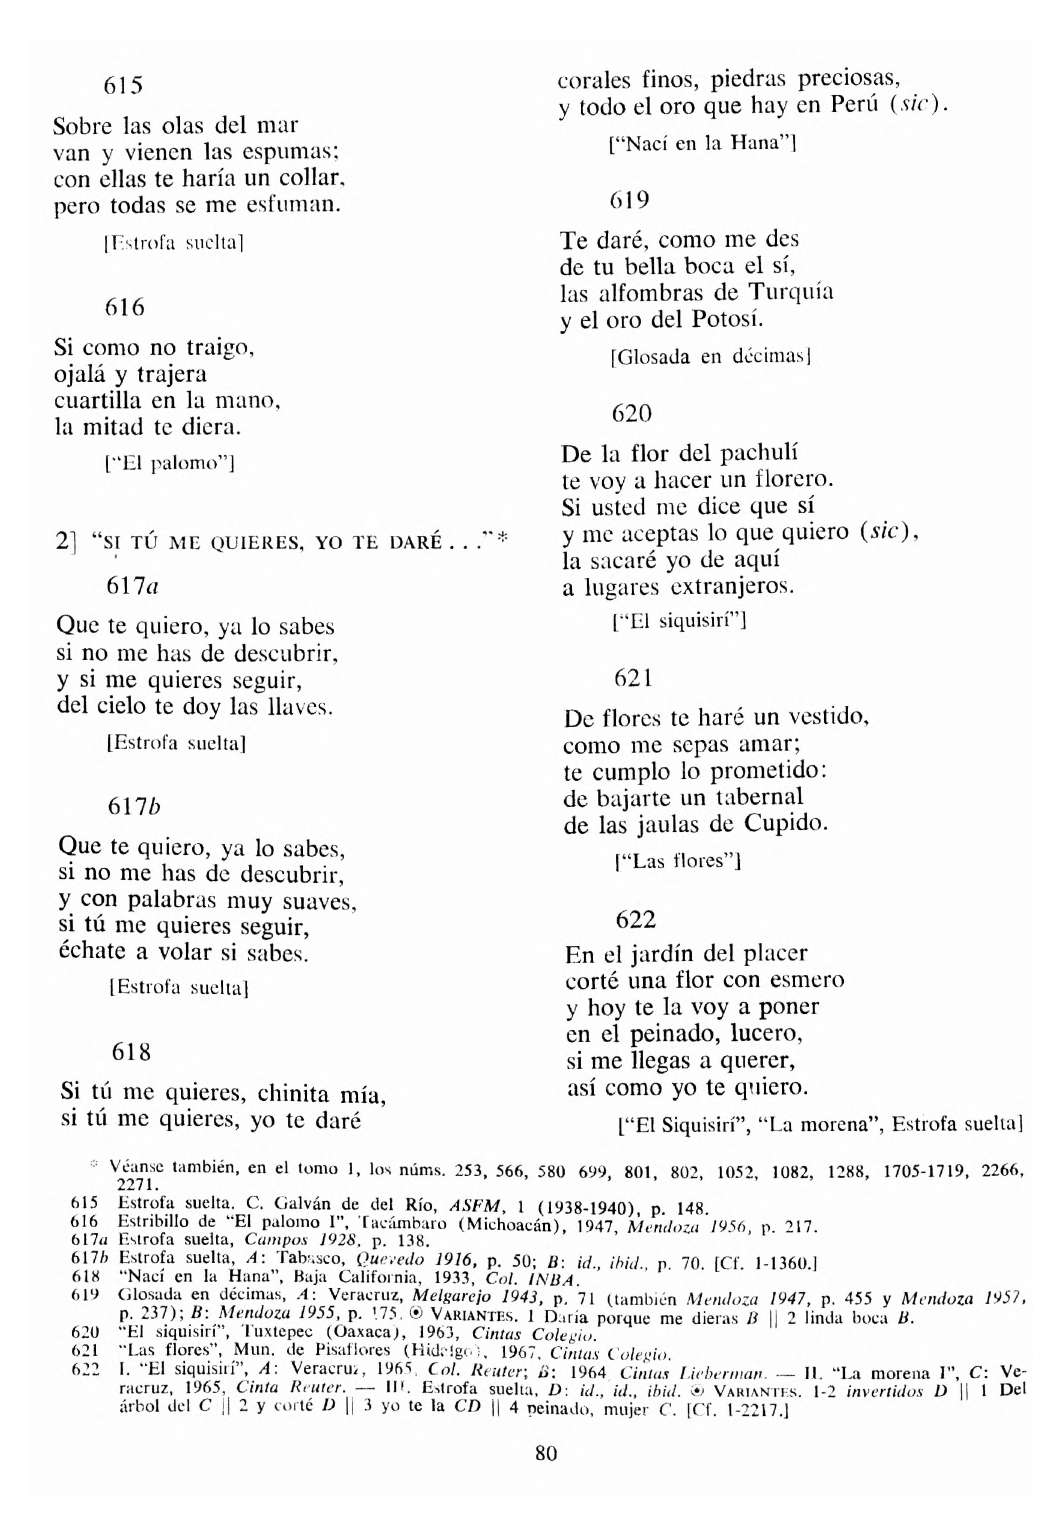 615
Sobre las olas del mar
van y vienen las espumas;
con ellas te haría un collar,
pero todas se me esfuman.
[Estrofa suelta]
616
Si como no traigo,
ojalá y trajera
cuartilla en la mano,
la mitad te diera.
[“El palomo”]
2] “SI TÚ ME QUIERES, YO TE DARÉ . . .”*
617a
Que te quiero, ya lo sabes
si no me has de descubrir,
y si me quieres seguir,
del cielo te doy las llaves.
[Estrofa suelta]
617b
Que te quiero, ya lo sabes,
si no me has de descubrir,
y con palabras muy suaves,
si tú me quieres seguir,
échate a volar si sabes.
[Estrofa suelta]
618
Si tú me quieres, chinita mía,
si tú me quieres, yo te daré
corales finos, piedras preciosas,
y todo el oro que hay en Perú (sic).
[“Nací en la Hana”]
619
Te daré, como me des
de tu bella boca el sí,
las alfombras de Turquía
y el oro del Potosí.
[Glosada en décimas]
620
De la flor del pachulí
te voy a hacer un florero.
Si usted me dice que sí
y me aceptas lo que quiero (sic),
la sacaré yo de aquí
a lugares extranjeros.
[“El siquisirí”]
621
De flores te haré un vestido,
como me sepas amar;
te cumplo lo prometido:
de bajarte un tabernal
de las jaulas de Cupido.
[“Las flores”]
622
En el jardín del placer
corté una flor con esmero
y hoy te la voy a poner
en el peinado, lucero,
si me llegas a querer,
así como yo te quiero.
[“El Siquisirí”, “La morena”, Estrofa suelta]
* Véanse también, en el tomo 1, los núms. 253, 566, 580 699, 801, 802, 1052, 1082, 1288, 1705-1719, 2266,
2271.
615 Estrofa suelta. C. Galván de del Río, ASFM, 1 (1938-1940), p. 148.
616 Estribillo de “El palomo I”, Tacámbaro (Michoacán), 1947, Mendoza 1956, p. 217.
617a Estrofa suelta, Campos 1928, p. 138.
617b Estrofa suelta, A: Tabasco, Quevedo 1916, p. 50; B: id., ibid., p. 70. [Cf. 1-1360.]
618 “Nací en la Hana”, Baja California, 1933, Col. INBA.
619 Glosada en décimas, A: Veracruz, Melgarejo 1943, p. 71 (también Mendoza 1947, p. 455 y Mendoza 1957,
p. 237); B: Mendoza 1955, p. 175. ⊙ VARIANTES. 1 Daría porque me dieras B || 2 linda boca B.
620 “El siquisirí”, Tuxtepec (Oaxaca), 1963, Cintas Colegio.
621 “Las flores”, Mun. de Pisaflores (Hidalgo), 1967, Cintas Colegio.
622 I. “El siquisirí”, A: Veracruz, 1965, Col. Reuter; B: 1964 Cintas Lieberman. — II. “La morena I”, C: Ve-
racruz, 1965, Cinta Reuter. — III. Estrofa suelta, D: id., id., ibid. ⊙ VARIANTES. 1-2 invertidos D || 1 Del
árbol del C || 2 y corté D || 3 yo te la CD || 4 peinado, mujer C. [Cf. 1-2217.]
80